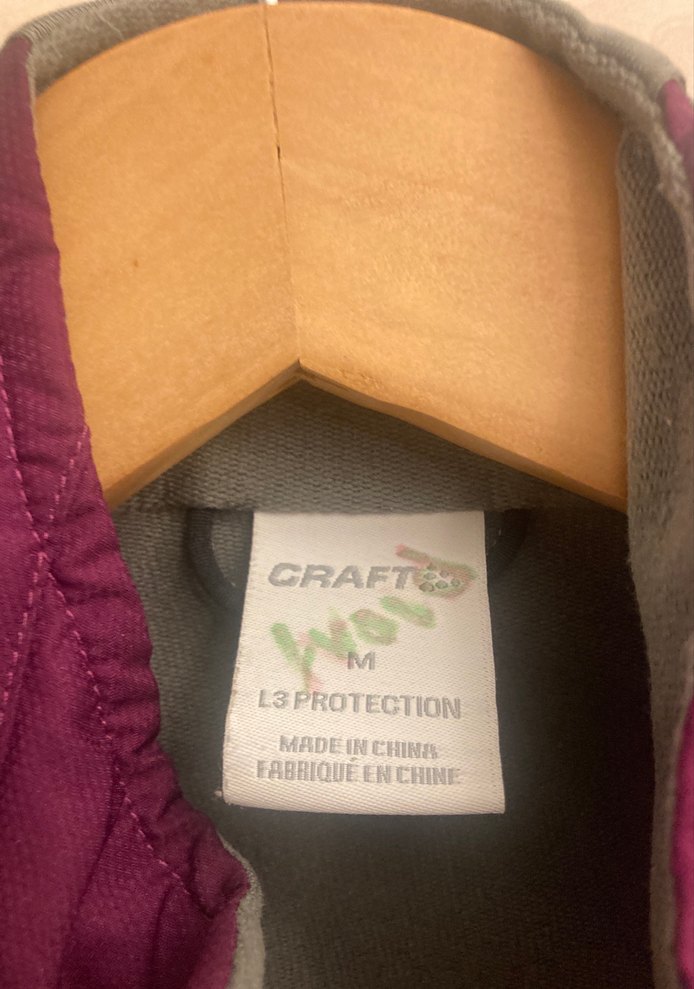 CRAFT
M
L3 PROTECTION
MADE IN CHINA
FABRIQUÉ EN CHINE